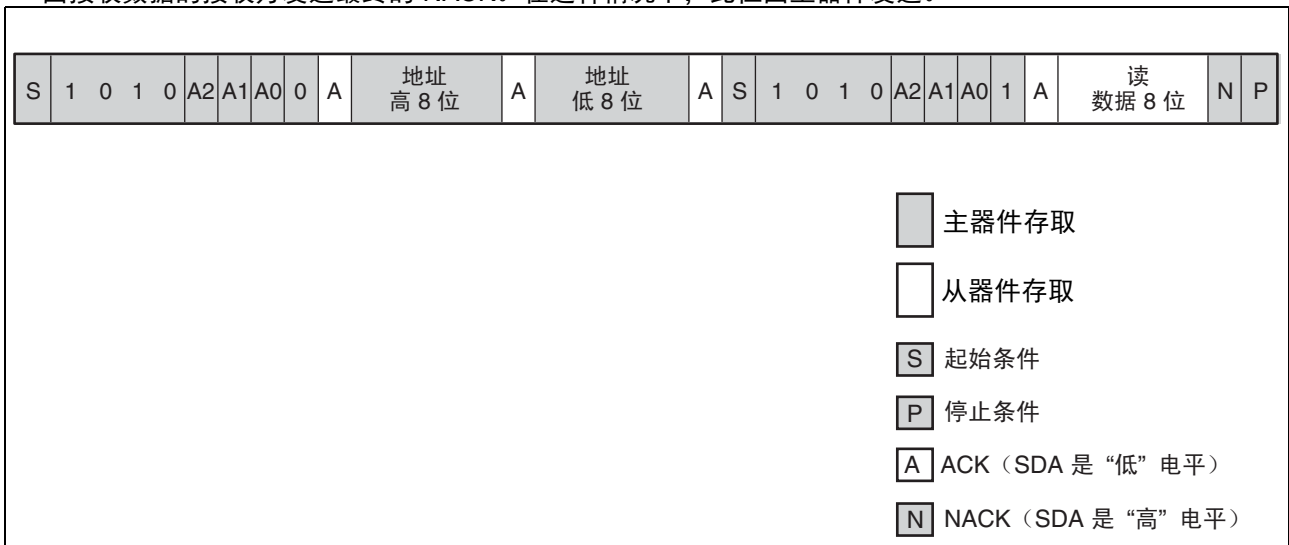 S 1 0 1 0 A2 A1 A0 0 A 地址 高 8 位 A 地址 低 8 位 A S 1 0 1 0 A2 A1 A0 1 A 读 数据 8 位 N P
主器件存取
从器件存取
S 起始条件
P 停止条件
A ACK（SDA 是 “低” 电平）
N NACK（SDA 是 “高” 电平）